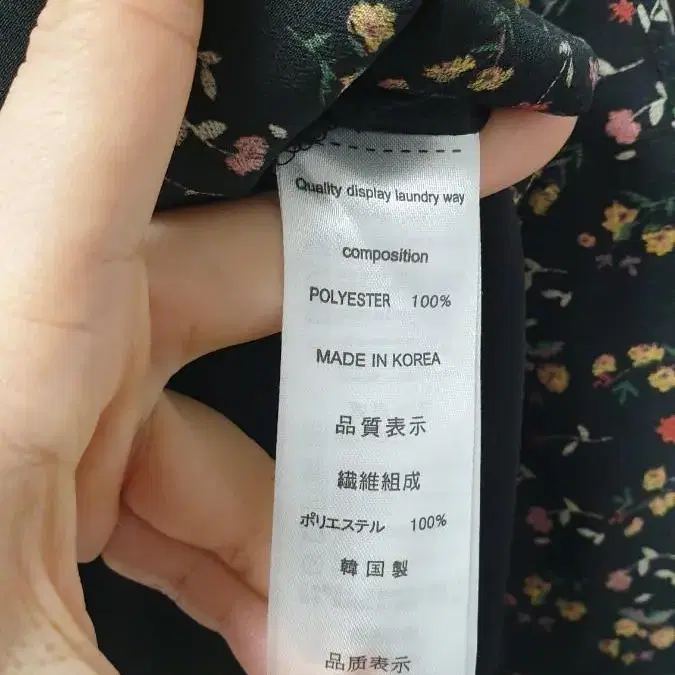 Quality display laundry way
composition
POLYESTER 100%
MADE IN KOREA
品質表示
繊維組成
ポリエステル 100%
韓国製
品质表示